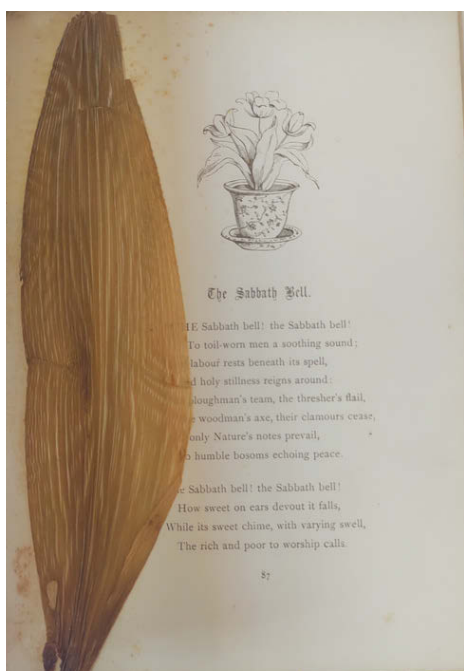 The Sabbath Bell.
HE Sabbath bell! the Sabbath bell!
To toil-worn men a soothing sound;
labour rests beneath its spell,
d holy stillness reigns around:
loughman's team, the thresher's flail,
e woodman's axe, their clamours cease,
only Nature's notes prevail,
o humble bosoms echoing peace.
e Sabbath bell! the Sabbath bell!
How sweet on ears devout it falls,
While its sweet chime, with varying swell,
The rich and poor to worship calls.
87